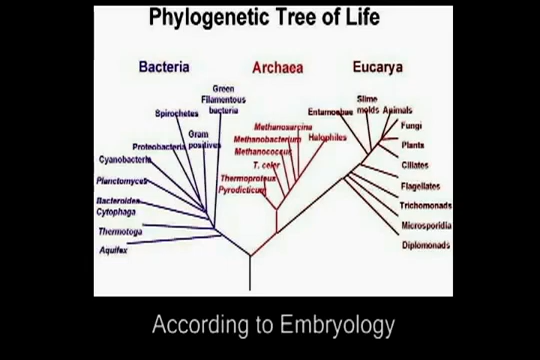 Phylogenetic Tree of Life
Bacteria
Archaea
Eucarya
Green
Filamentous
bacteria
Spirochetes
Gram
positives
Proteobacteria
Cyanobacteria
Planctomyces
Bacteroides
Cytophaga
Thermotoga
Aquifex
Methanosarcina
Methanobacterium
Halophiles
Methanococcus
T. celer
Thermoproteus
Pyrodicticum
Entamoebae
Slime
molds
Animals
Fungi
Plants
Ciliates
Flagellates
Trichomonads
Microsporidia
Diplomonads
According to Embryology